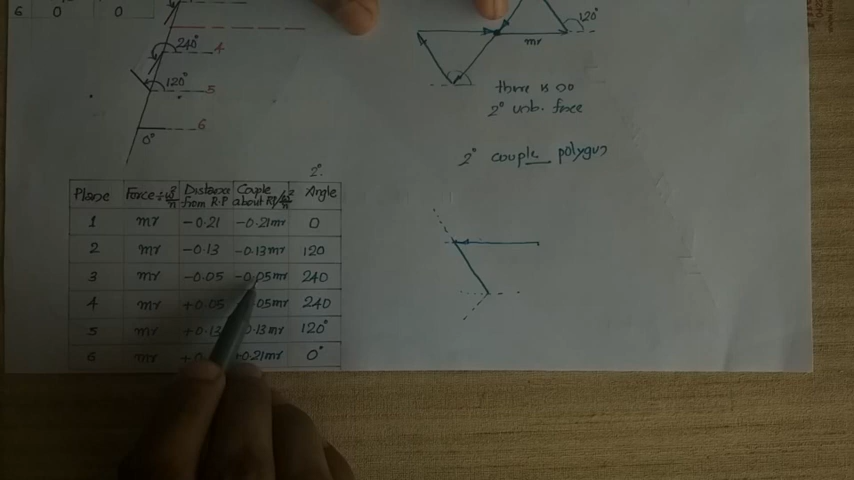 6 0 0
240°
4
120°
5
6
0°
120°
mr
there is no
2° unb. force
2° couple polygon
2°.
Plane Force÷ω²/n Distance from R.P Couple about RP/ω²/n Angle
1 mr -0.21 -0.21mr 0
2 mr -0.13 -0.13mr 120
3 mr -0.05 -0.05mr 240
4 mr +0.05 0.05mr 240
5 mr +0.13 0.13mr 120°
6 mr +0.21mr 0°